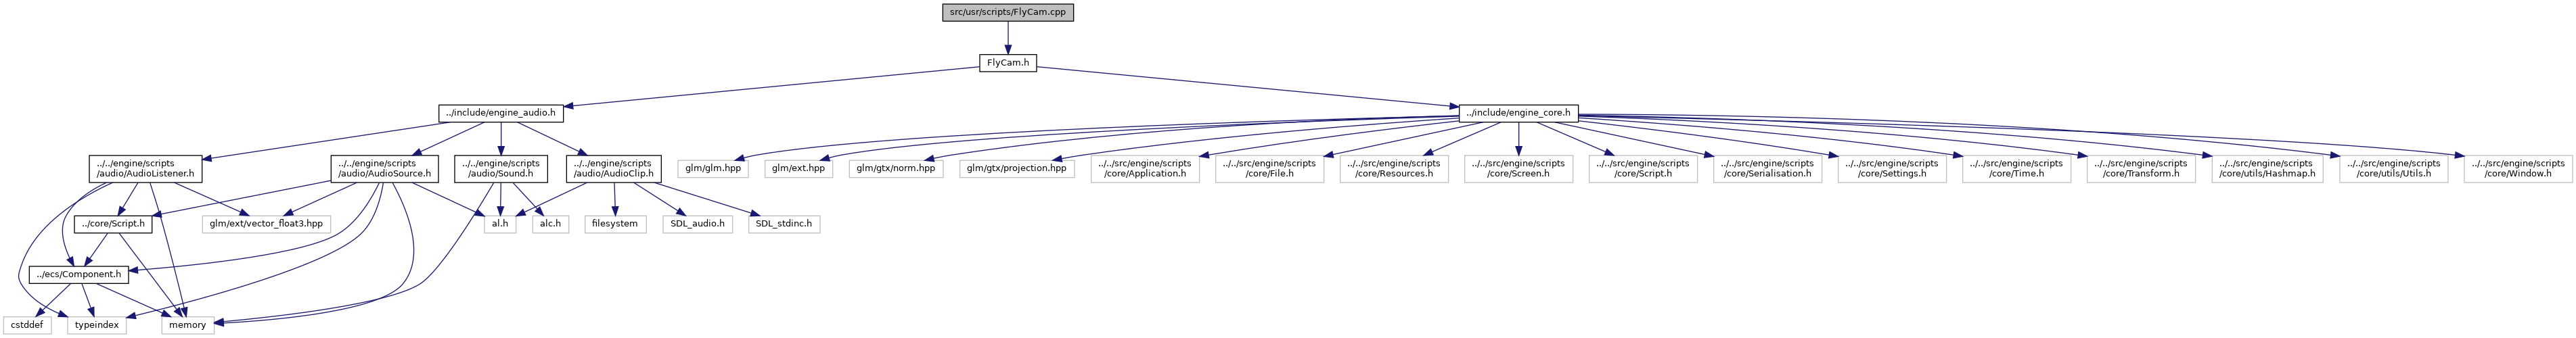 src/usr/scripts/FlyCam.cpp
FlyCam.h
../include/engine_audio.h
../include/engine_core.h
../../engine/scripts
/audio/AudioListener.h
../../engine/scripts
/audio/AudioSource.h
../../engine/scripts
/audio/Sound.h
../../engine/scripts
/audio/AudioClip.h
glm/glm.hpp
glm/ext.hpp
glm/gtx/norm.hpp
glm/gtx/projection.hpp
../../src/engine/scripts
/core/Application.h
../../src/engine/scripts
/core/File.h
../../src/engine/scripts
/core/Resources.h
../../src/engine/scripts
/core/Screen.h
../../src/engine/scripts
/core/Script.h
../../src/engine/scripts
/core/Serialisation.h
../../src/engine/scripts
/core/Settings.h
../../src/engine/scripts
/core/Time.h
../../src/engine/scripts
/core/Transform.h
../../src/engine/scripts
/core/utils/Hashmap.h
../../src/engine/scripts
/core/utils/Utils.h
../../src/engine/scripts
/core/Window.h
../core/Script.h
glm/ext/vector_float3.hpp
al.h
alc.h
filesystem
SDL_audio.h
SDL_stdinc.h
../ecs/Component.h
cstddef
typeindex
memory